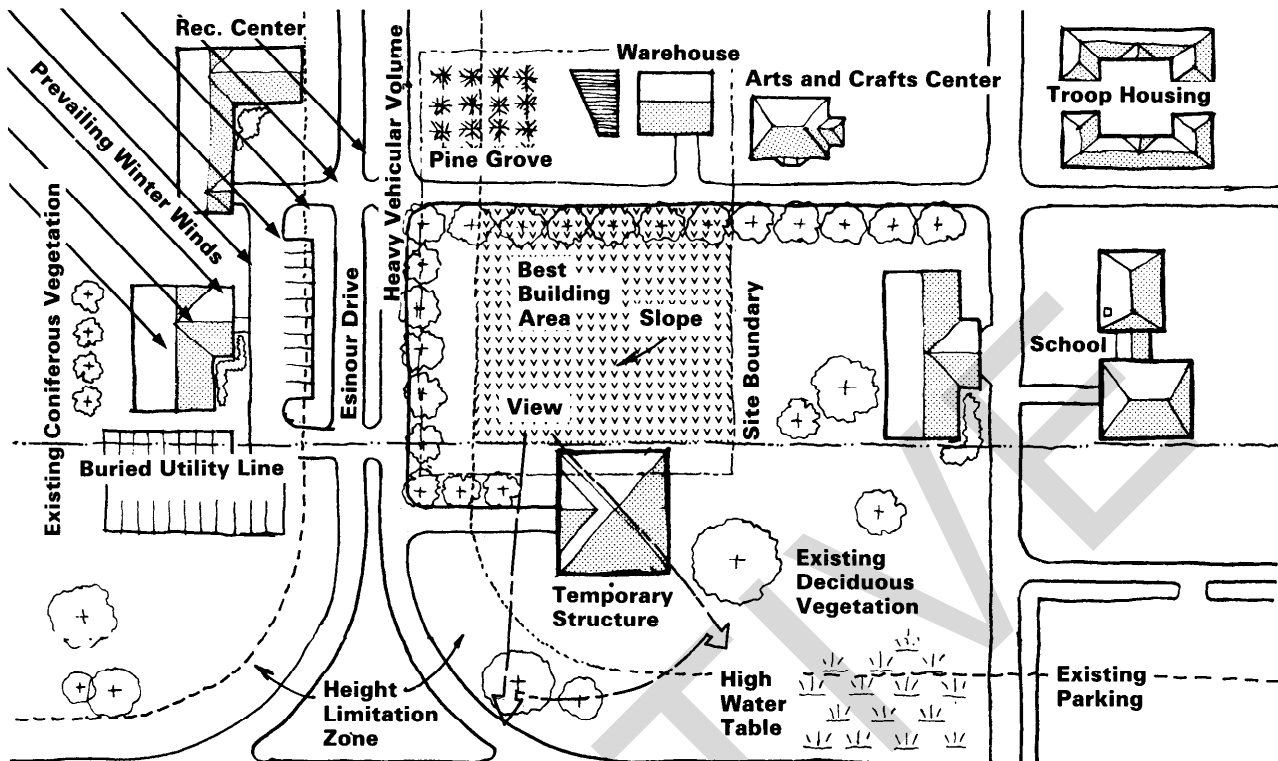 Rec. Center
Prevailing Winter Winds
Heavy Vehicular Volume
Warehouse
Arts and Crafts Center
Troop Housing
Pine Grove
Existing Coniferous Vegetation
Esinour Drive
Best
Building
Area
Slope
Site Boundary
School
View
Buried Utility Line
Temporary
Structure
Existing
Deciduous
Vegetation
Height
Limitation
Zone
High
Water
Table
Existing
Parking
TIVE